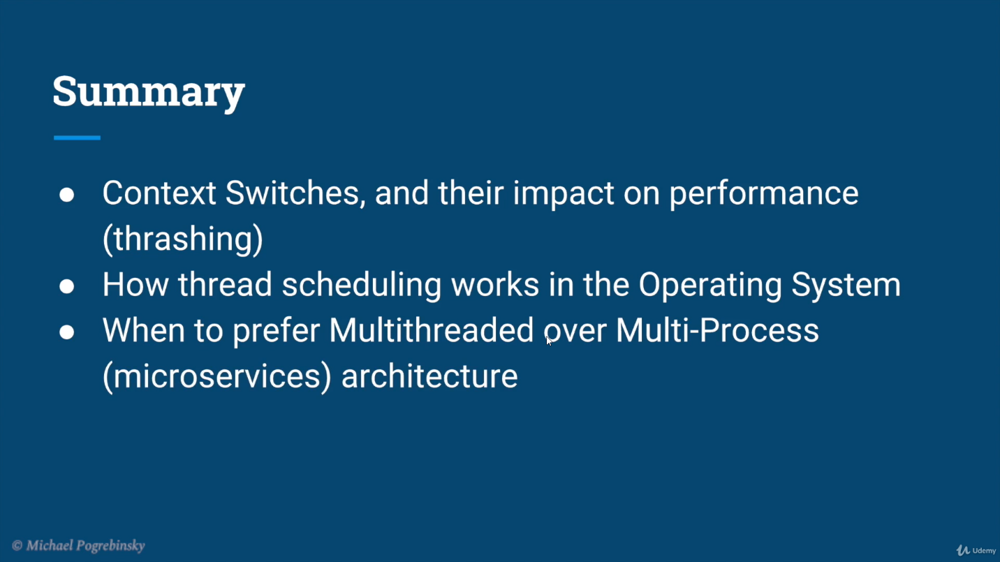 Summary
● Context Switches, and their impact on performance
(thrashing)
● How thread scheduling works in the Operating System
● When to prefer Multithreaded over Multi-Process
(microservices) architecture
© Michael Pogrebinsky
Udemy